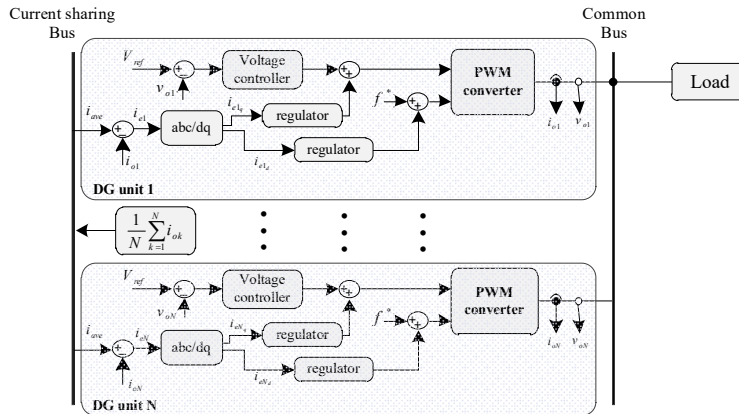 Current sharing
Bus
Common
Bus
V_ref
v_o1
Voltage
controller
PWM
converter
Load
i_ave
i_e1
i_o1
abc/dq
i_e1q
regulator
i_e1d
regulator
f*
i_o1
v_o1
DG unit 1
1/N ∑_{k=1}^{N} i_ok
V_ref
v_oN
Voltage
controller
PWM
converter
i_ave
i_eN
i_oN
abc/dq
i_eNq
regulator
i_eNd
regulator
f*
i_oN
v_oN
DG unit N